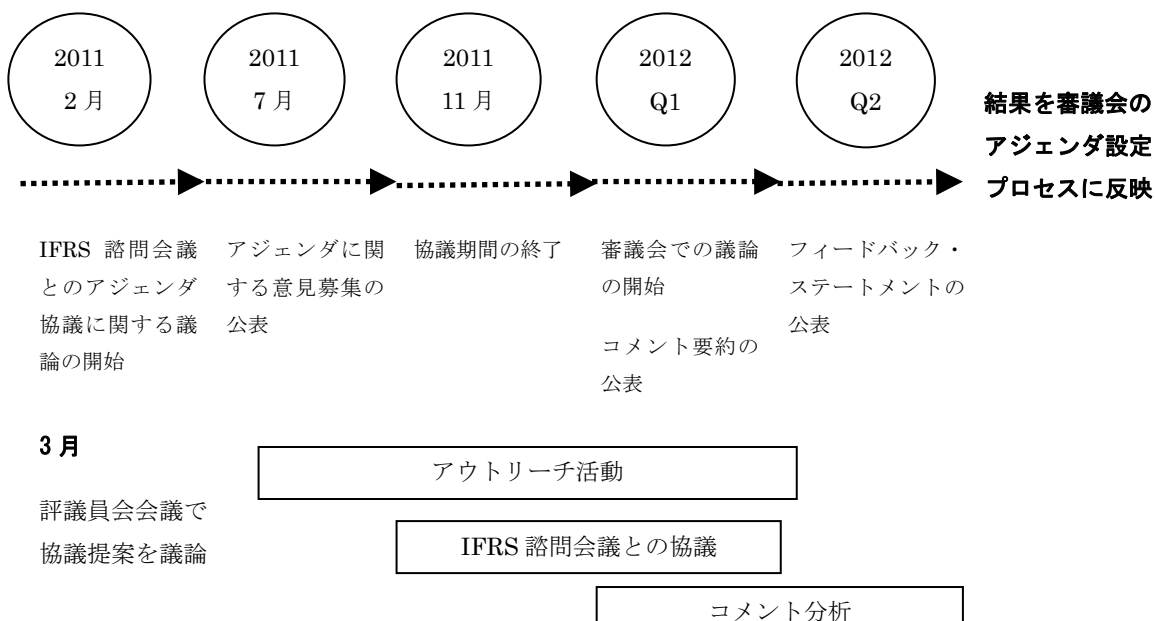 2011
2 月
2011
7 月
2011
11 月
2012
Q1
2012
Q2
結果を審議会の
アジェンダ設定
プロセスに反映
IFRS 諮問会議
とのアジェンダ
協議に関する議
論の開始
アジェンダに関
する意見募集の
公表
協議期間の終了
審議会での議論
の開始
コメント要約の
公表
フィードバック・
ステートメントの
公表
3 月
評議員会会議で
協議提案を議論
アウトリーチ活動
IFRS 諮問会議との協議
コメント分析